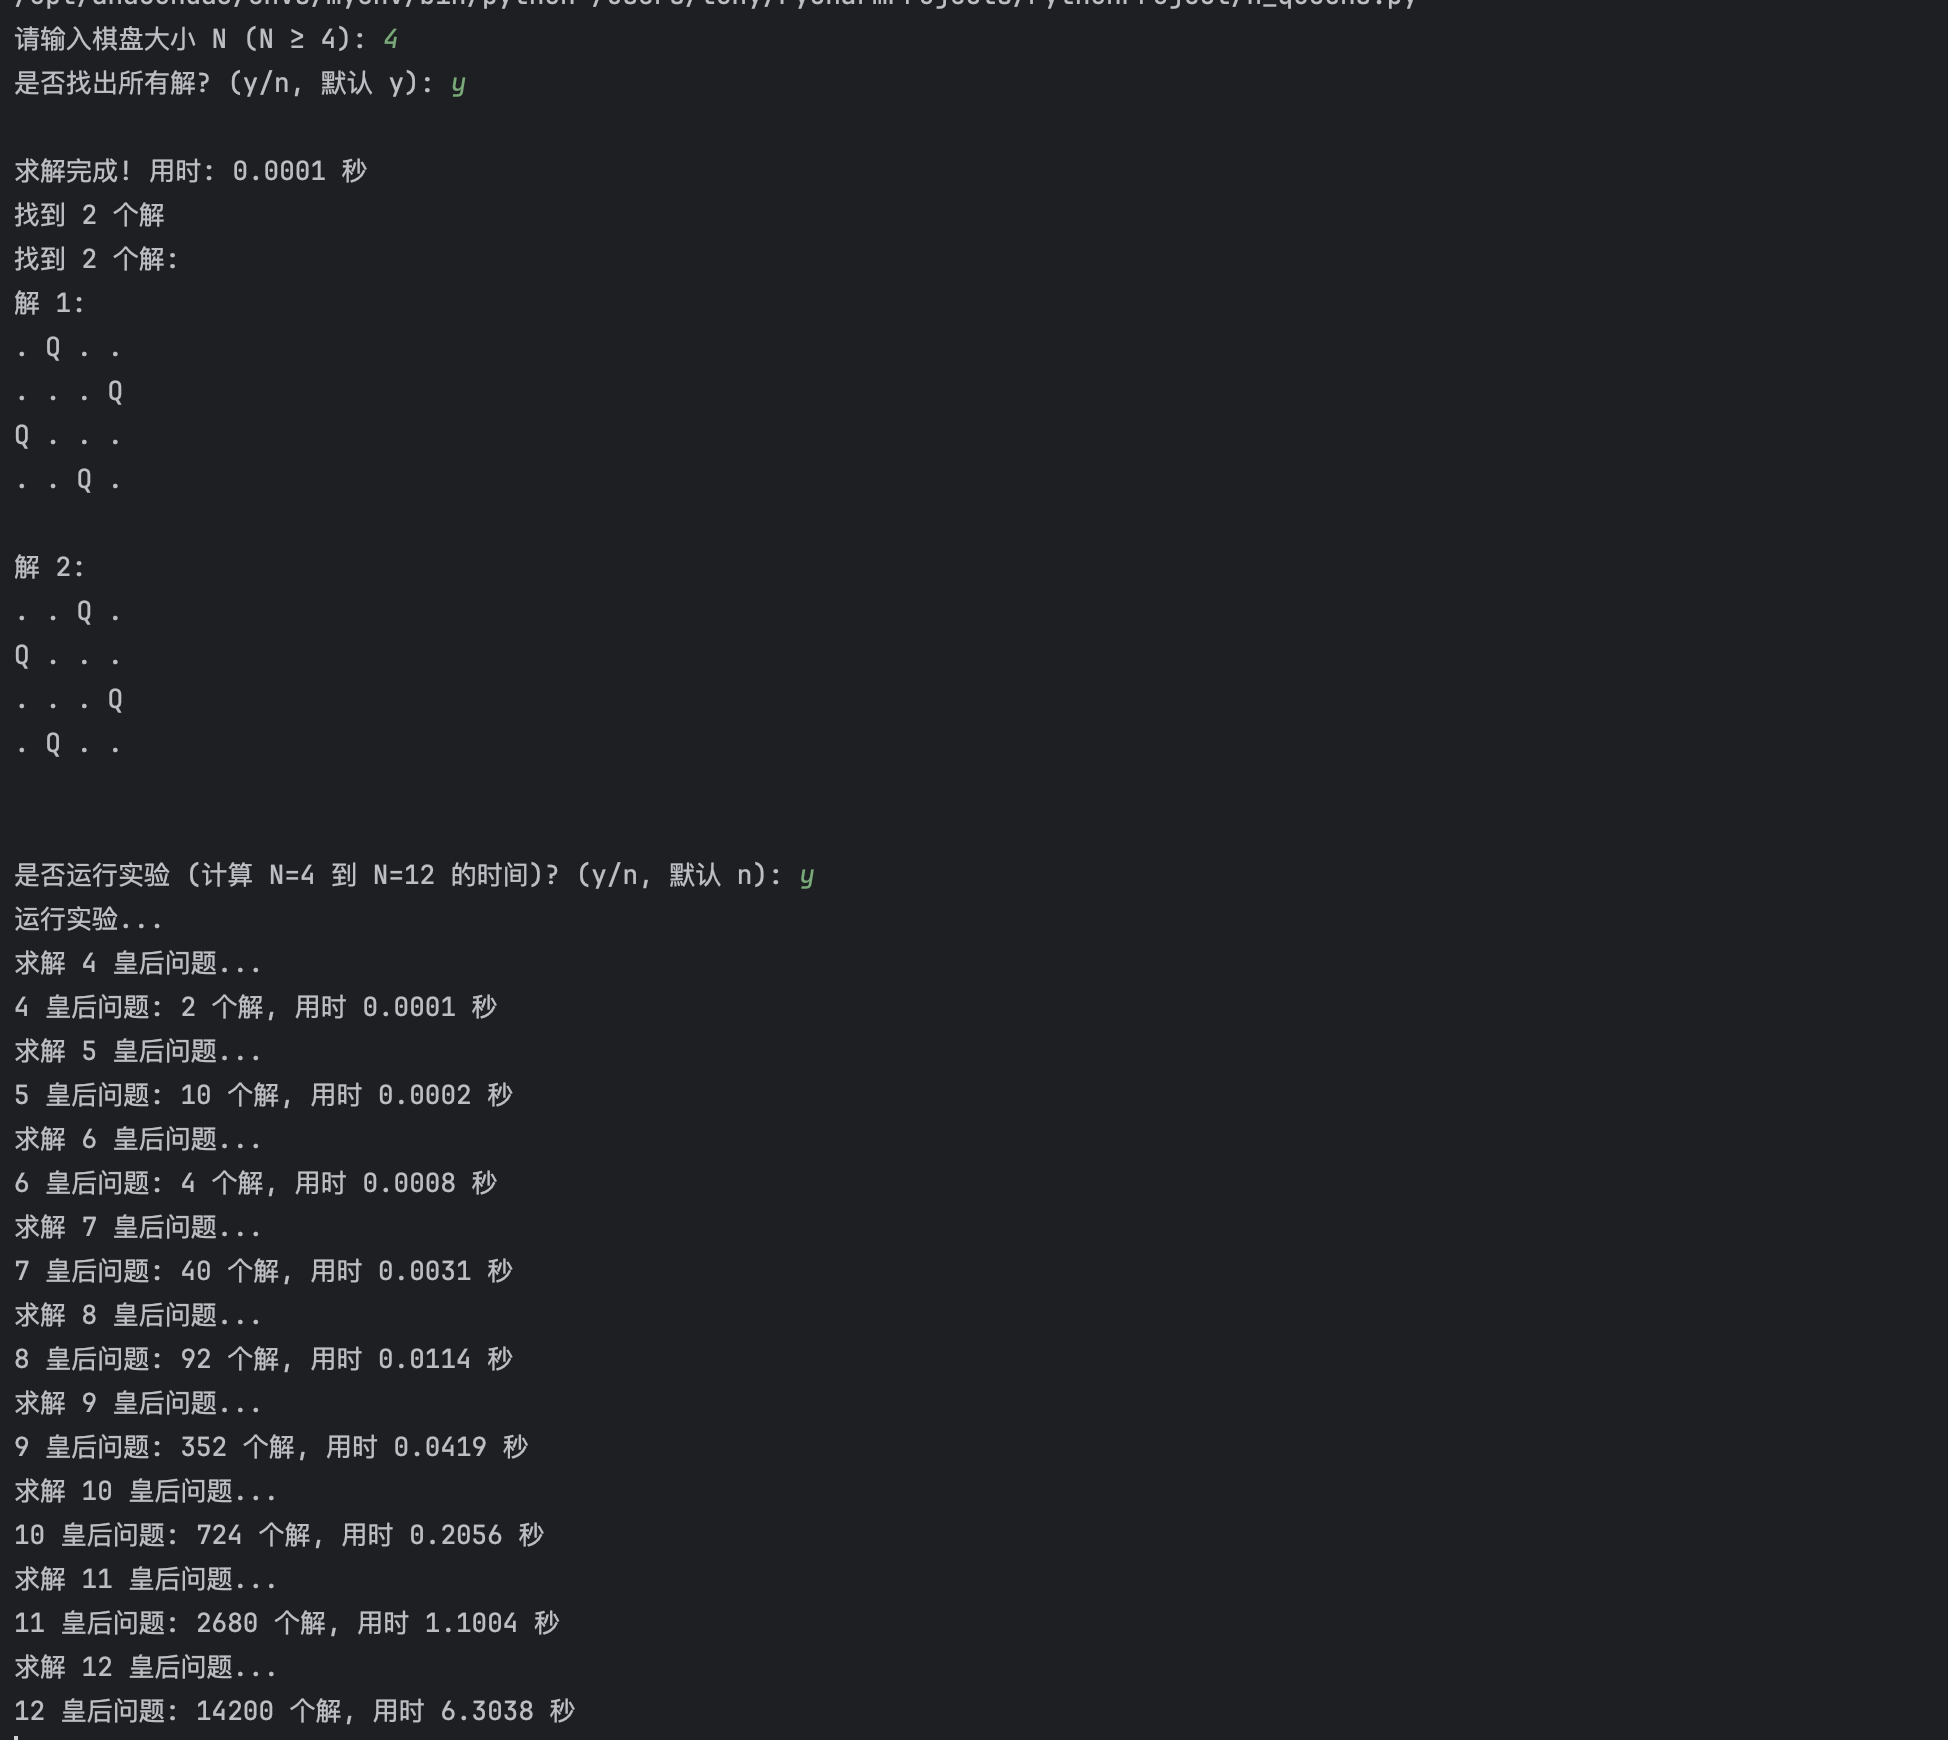 请输入棋盘大小 N (N ≥ 4): 4
是否找出所有解? (y/n, 默认 y): y
求解完成! 用时: 0.0001 秒
找到 2 个解
找到 2 个解:
解 1:
. Q . .
. . . Q
Q . . .
. . Q .
解 2:
. . Q .
Q . . .
. . . Q
. Q . .
是否运行实验 (计算 N=4 到 N=12 的时间)? (y/n, 默认 n): y
运行实验...
求解 4 皇后问题...
4 皇后问题: 2 个解, 用时 0.0001 秒
求解 5 皇后问题...
5 皇后问题: 10 个解, 用时 0.0002 秒
求解 6 皇后问题...
6 皇后问题: 4 个解, 用时 0.0008 秒
求解 7 皇后问题...
7 皇后问题: 40 个解, 用时 0.0031 秒
求解 8 皇后问题...
8 皇后问题: 92 个解, 用时 0.0114 秒
求解 9 皇后问题...
9 皇后问题: 352 个解, 用时 0.0419 秒
求解 10 皇后问题...
10 皇后问题: 724 个解, 用时 0.2056 秒
求解 11 皇后问题...
11 皇后问题: 2680 个解, 用时 1.1004 秒
求解 12 皇后问题...
12 皇后问题: 14200 个解, 用时 6.3038 秒